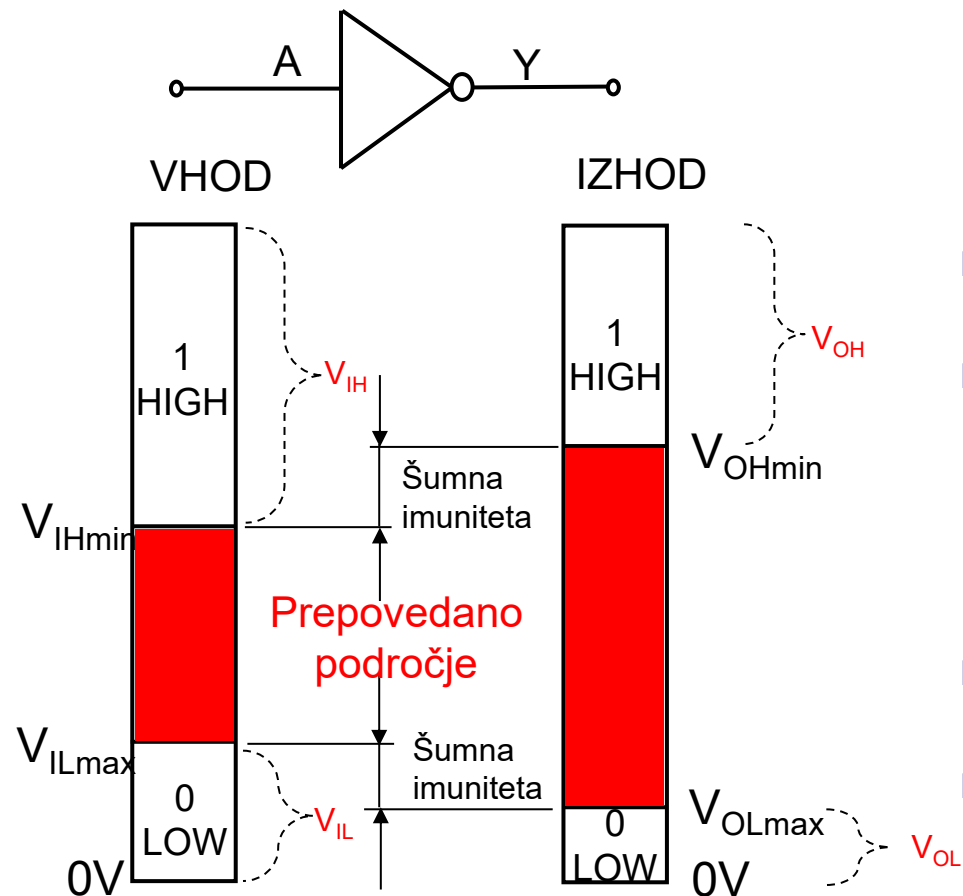 A
Y
VHOD
IZHOD
1
HIGH
V_IH
1
HIGH
V_OH
V_OHmin
Šumna
imuniteta
V_IHmin
Prepovedano
področje
V_ILmax
Šumna
imuniteta
0
LOW
V_IL
0V
V_OLmax
0
LOW
V_OL
0V